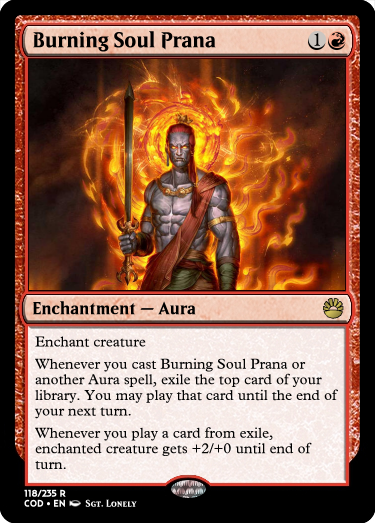 Burning Soul Prana 1
Enchantment — Aura
Enchant creature
Whenever you cast Burning Soul Prana or
another Aura spell, exile the top card of your
library. You may play that card until the end of
your next turn.
Whenever you play a card from exile,
enchanted creature gets +2/+0 until end of
turn.
118/235 R
COD • EN Sgt. Lonely